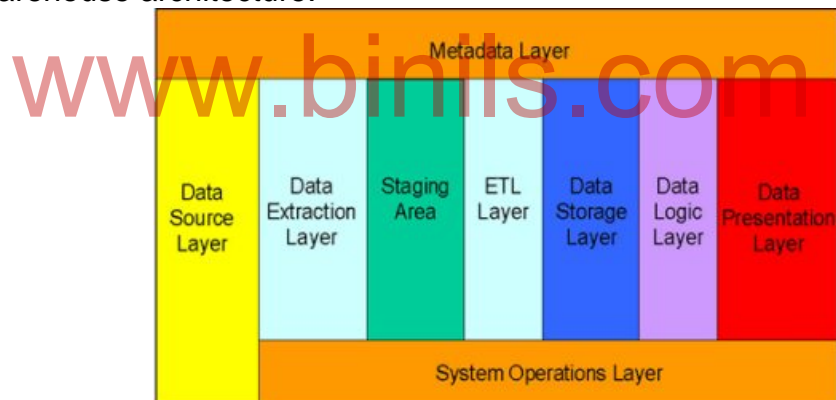 arehouse architecture:
Metadata Layer
www.binils.com
Data
Source
Layer
Data
Extraction
Layer
Staging
Area
ETL
Layer
Data
Storage
Layer
Data
Logic
Layer
Data
Presentation
Layer
System Operations Layer